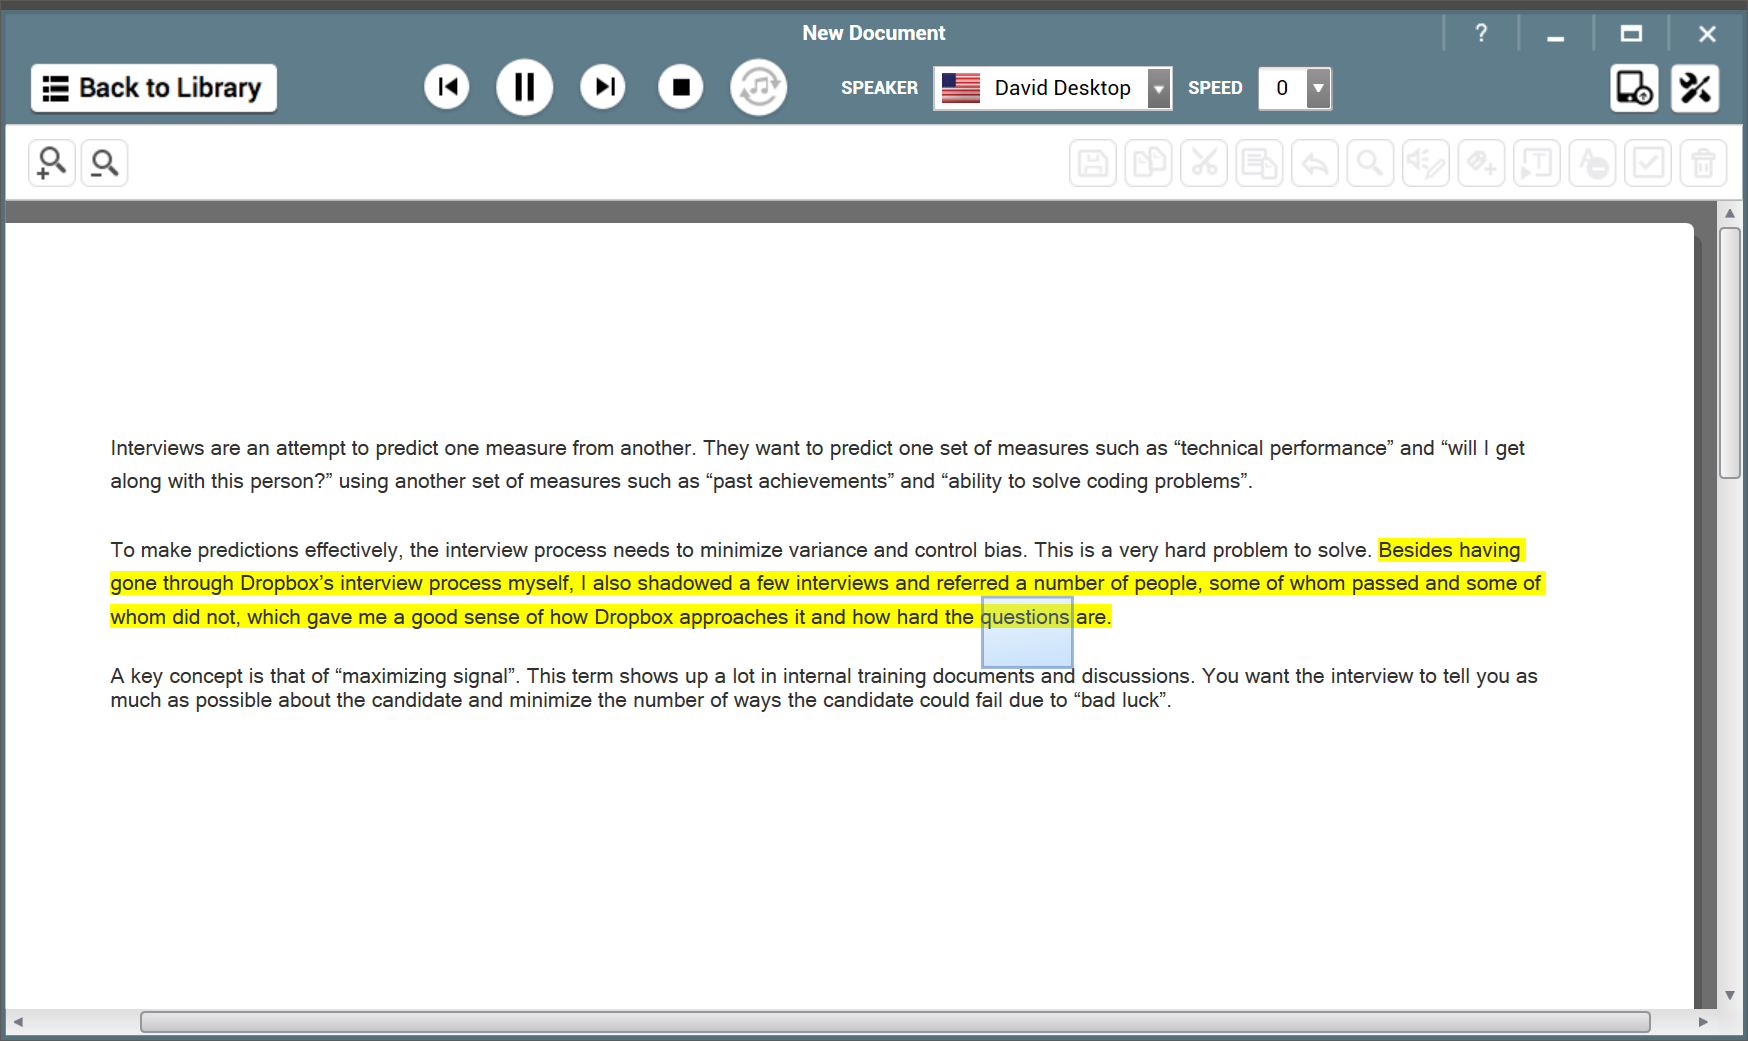 New Document
?
Back to Library
SPEAKER David Desktop SPEED 0
Interviews are an attempt to predict one measure from another. They want to predict one set of measures such as “technical performance” and “will I get
along with this person?” using another set of measures such as “past achievements” and “ability to solve coding problems”.
To make predictions effectively, the interview process needs to minimize variance and control bias. This is a very hard problem to solve. Besides having
gone through Dropbox’s interview process myself, I also shadowed a few interviews and referred a number of people, some of whom passed and some of
whom did not, which gave me a good sense of how Dropbox approaches it and how hard the questions are.
A key concept is that of “maximizing signal”. This term shows up a lot in internal training documents and discussions. You want the interview to tell you as
much as possible about the candidate and minimize the number of ways the candidate could fail due to “bad luck”.